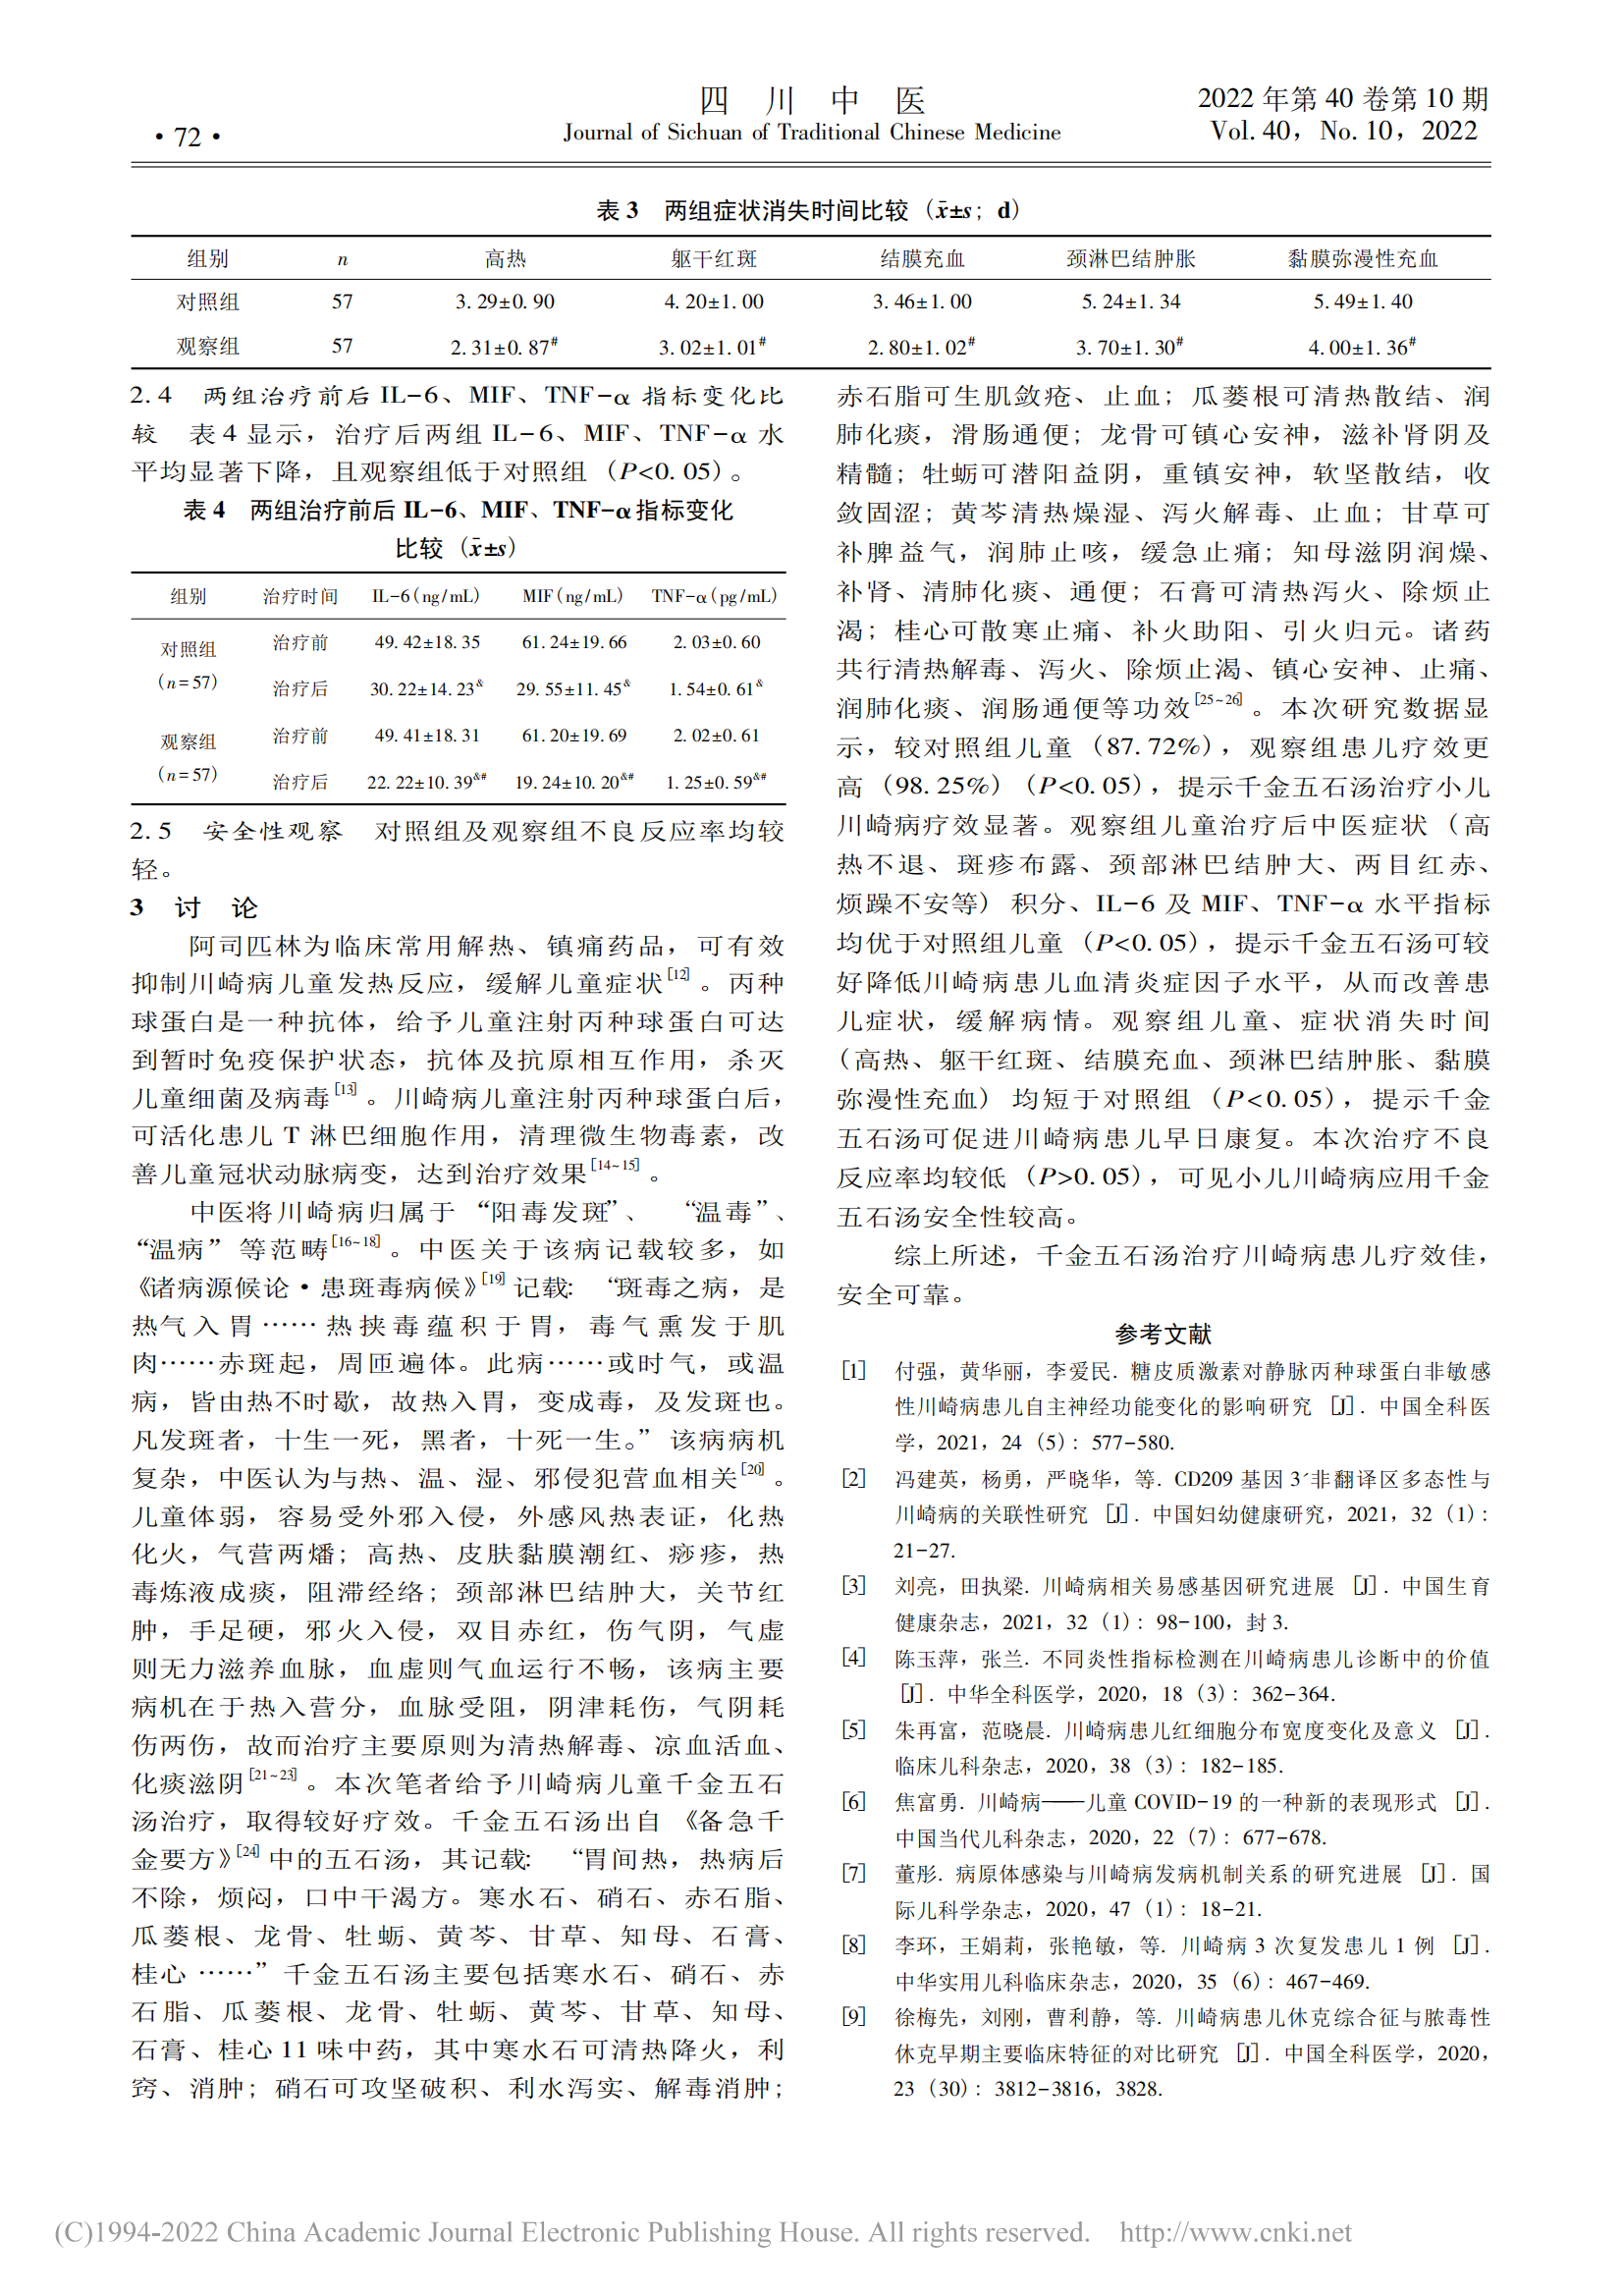 四 川 中 医
2022 年第 40 卷第 10 期
· 72 ·
Journal of Sichuan of Traditional Chinese Medicine
Vol. 40, No. 10, 2022
表 3 两组症状消失时间比较 (x̄±s; d)
组别 n 高热 躯干红斑 结膜充血 颈淋巴结肿胀 黏膜弥漫性充血
对照组 57 3. 29±0. 90 4. 20±1. 00 3. 46±1. 00 5. 24±1. 34 5. 49±1. 40
观察组 57 2. 31±0. 87# 3. 02±1. 01# 2. 80±1. 02# 3. 70±1. 30# 4. 00±1. 36#
2. 4 两组治疗前后 IL-6、MIF、TNF-α 指标变化比
较 表 4 显示，治疗后两组 IL-6、MIF、TNF-α 水
平均显著下降，且观察组低于对照组 (P<0. 05)。
表 4 两组治疗前后 IL-6、MIF、TNF-α 指标变化
比较 (x̄±s)
组别 治疗时间 IL-6(ng/mL) MIF(ng/mL) TNF-α(pg/mL)
对照组 治疗前 49. 42±18. 35 61. 24±19. 66 2. 03±0. 60
(n=57) 治疗后 30. 22±14. 23& 29. 55±11. 45& 1. 54±0. 61&
观察组 治疗前 49. 41±18. 31 61. 20±19. 69 2. 02±0. 61
(n=57) 治疗后 22. 22±10. 39&# 19. 24±10. 20&# 1. 25±0. 59&#
2. 5 安全性观察 对照组及观察组不良反应率均较
轻。
3 讨 论
阿司匹林为临床常用解热、镇痛药品，可有效
抑制川崎病儿童发热反应，缓解儿童症状[12]。丙种
球蛋白是一种抗体，给予儿童注射丙种球蛋白可达
到暂时免疫保护状态，抗体及抗原相互作用，杀灭
儿童细菌及病毒[13]。川崎病儿童注射丙种球蛋白后，
可活化患儿 T 淋巴细胞作用，清理微生物毒素，改
善儿童冠状动脉病变，达到治疗效果[14~15]。
中医将川崎病归属于 “阳毒发斑”、 “温毒”、
“温病” 等范畴[16~18]。中医关于该病记载较多，如
《诸病源候论·患斑毒病候》[19] 记载: “斑毒之病，是
热气入胃……热挟毒蕴积于胃，毒气熏发于肌
肉……赤斑起，周匝遍体。此病……或时气，或温
病，皆由热不时歇，故热入胃，变成毒，及发斑也。
凡发斑者，十生一死，黑者，十死一生。” 该病病机
复杂，中医认为与热、温、湿、邪侵犯营血相关[20]。
儿童体弱，容易受外邪入侵，外感风热表证，化热
化火，气营两燔; 高热、皮肤黏膜潮红、痧疹，热
毒炼液成痰，阻滞经络; 颈部淋巴结肿大，关节红
肿，手足硬，邪火入侵，双目赤红，伤气阴，气虚
则无力滋养血脉，血虚则气血运行不畅，该病主要
病机在于热入营分，血脉受阻，阴津耗伤，气阴耗
伤两伤，故而治疗主要原则为清热解毒、凉血活血、
化痰滋阴[21~23]。本次笔者给予川崎病儿童千金五石
汤治疗，取得较好疗效。千金五石汤出自 《备急千
金要方》[24] 中的五石汤，其记载: “胃间热，热病后
不除，烦闷，口中干渴方。寒水石、硝石、赤石脂、
瓜蒌根、龙骨、牡蛎、黄芩、甘草、知母、石膏、
桂心……” 千金五石汤主要包括寒水石、硝石、赤
石脂、瓜蒌根、龙骨、牡蛎、黄芩、甘草、知母、
石膏、桂心 11 味中药，其中寒水石可清热降火，利
窍、消肿; 硝石可攻坚破积、利水泻实、解毒消肿;
赤石脂可生肌敛疮、止血; 瓜蒌根可清热散结、润
肺化痰，滑肠通便; 龙骨可镇心安神，滋补肾阴及
精髓; 牡蛎可潜阳益阴，重镇安神，软坚散结，收
敛固涩; 黄芩清热燥湿、泻火解毒、止血; 甘草可
补脾益气，润肺止咳，缓急止痛; 知母滋阴润燥、
补肾、清肺化痰、通便; 石膏可清热泻火、除烦止
渴; 桂心可散寒止痛、补火助阳、引火归元。诸药
共行清热解毒、泻火、除烦止渴、镇心安神、止痛、
润肺化痰、润肠通便等功效[25~26]。本次研究数据显
示，较对照组儿童 (87. 72%)，观察组患儿疗效更
高 (98. 25%) (P<0. 05)，提示千金五石汤治疗小儿
川崎病疗效显著。观察组儿童治疗后中医症状 (高
热不退、斑疹布露、颈部淋巴结肿大、两目红赤、
烦躁不安等) 积分、IL-6 及 MIF、TNF-α 水平指标
均优于对照组儿童 (P<0. 05)，提示千金五石汤可较
好降低川崎病患儿血清炎症因子水平，从而改善患
儿症状，缓解病情。观察组儿童、症状消失时间
(高热、躯干红斑、结膜充血、颈淋巴结肿胀、黏膜
弥漫性充血) 均短于对照组 (P<0. 05)，提示千金
五石汤可促进川崎病患儿早日康复。本次治疗不良
反应率均较低 (P>0. 05)，可见小儿川崎病应用千金
五石汤安全性较高。
综上所述，千金五石汤治疗川崎病患儿疗效佳，
安全可靠。
参考文献
[1] 付强，黄华丽，李爱民. 糖皮质激素对静脉丙种球蛋白非敏感
性川崎病患儿自主神经功能变化的影响研究 [J]. 中国全科医
学，2021，24 (5): 577-580.
[2] 冯建英，杨勇，严晓华，等. CD209 基因 3′非翻译区多态性与
川崎病的关联性研究 [J]. 中国妇幼健康研究，2021，32 (1):
21-27.
[3] 刘亮，田执梁. 川崎病相关易感基因研究进展 [J]. 中国生育
健康杂志，2021，32 (1): 98-100，封 3.
[4] 陈玉萍，张兰. 不同炎性指标检测在川崎病患儿诊断中的价值
[J]. 中华全科医学，2020，18 (3): 362-364.
[5] 朱再富，范晓晨. 川崎病患儿红细胞分布宽度变化及意义 [J].
临床儿科杂志，2020，38 (3): 182-185.
[6] 焦富勇. 川崎病——儿童 COVID-19 的一种新的表现形式 [J].
中国当代儿科杂志，2020，22 (7): 677-678.
[7] 董彤. 病原体感染与川崎病发病机制关系的研究进展 [J]. 国
际儿科学杂志，2020，47 (1): 18-21.
[8] 李环，王娟莉，张艳敏，等. 川崎病 3 次复发患儿 1 例 [J].
中华实用儿科临床杂志，2020，35 (6): 467-469.
[9] 徐梅先，刘刚，曹利静，等. 川崎病患儿休克综合征与脓毒性
休克早期主要临床特征的对比研究 [J]. 中国全科医学，2020，
23 (30): 3812-3816，3828.
(C)1994-2022 China Academic Journal Electronic Publishing House. All rights reserved. http://www.cnki.net